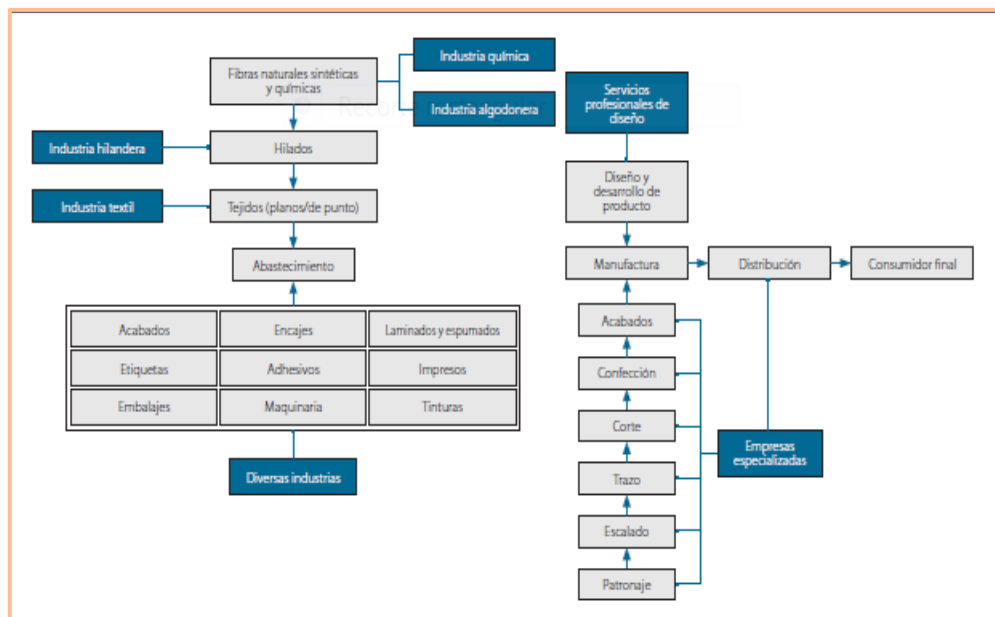 Industria química
Fibras naturales sintéticas
y químicas
Industria algodonera
Industria hilandera
Hilados
Industria textil
Tejidos (planos/de punto)
Abastecimiento
Acabados
Encajes
Laminados y espumados
Etiquetas
Adhesivos
Impresos
Embalajes
Maquinaria
Tinturas
Diversas industrias
Servicios
profesionales de
diseño
Diseño y
desarrollo de
producto
Manufactura
Distribución
Consumidor final
Acabados
Confección
Corte
Trazo
Escalado
Patronaje
Empresas
especializadas